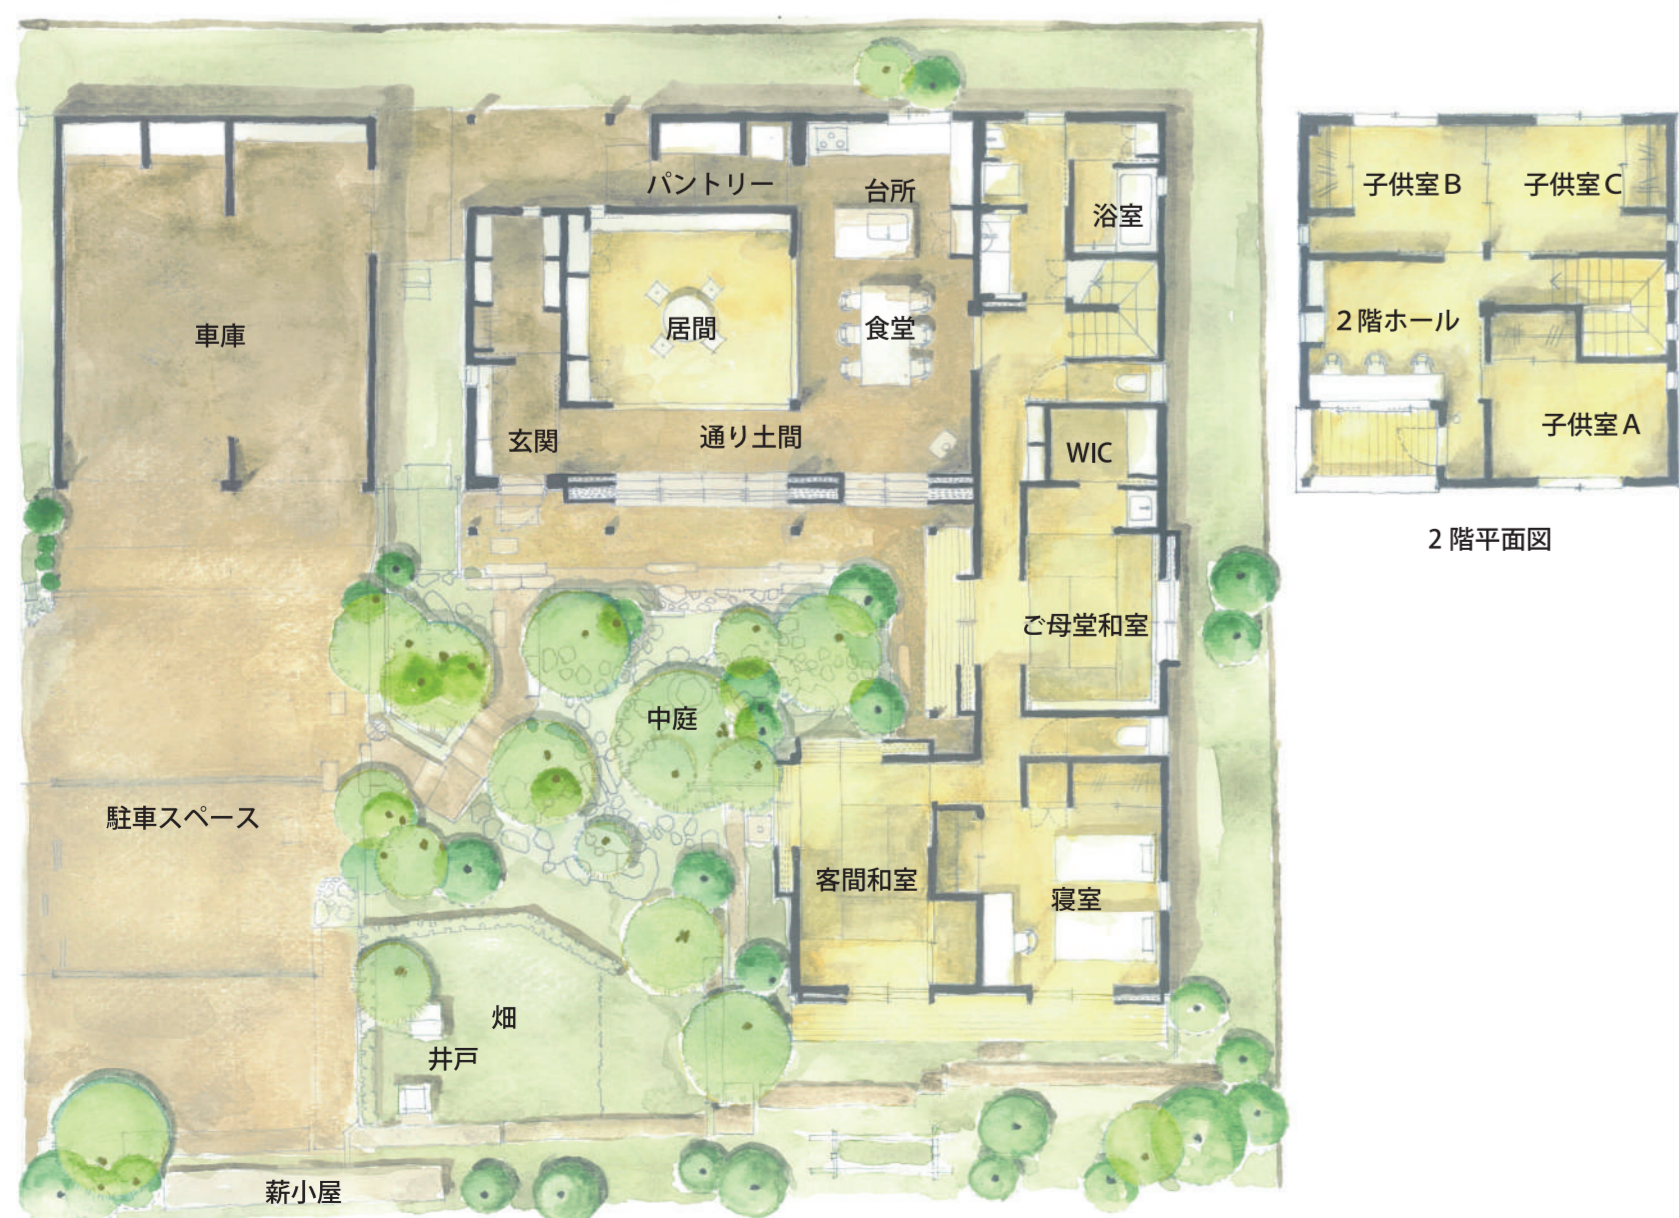 パントリー
台所
浴室
子供室B
子供室C
車庫
居間
食堂
2階ホール
玄関
通り土間
WIC
子供室A
2階平面図
ご母堂和室
中庭
駐車スペース
客間和室
寝室
畑
井戸
薪小屋